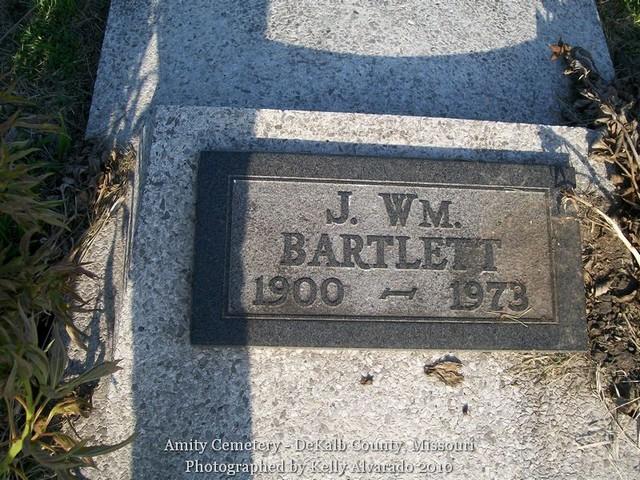 J. WM.
BARTLETT
1900 — 1973
Amity Cemetery - DeKalb County, Missouri
Photographed by Kelly Alvarado 2010